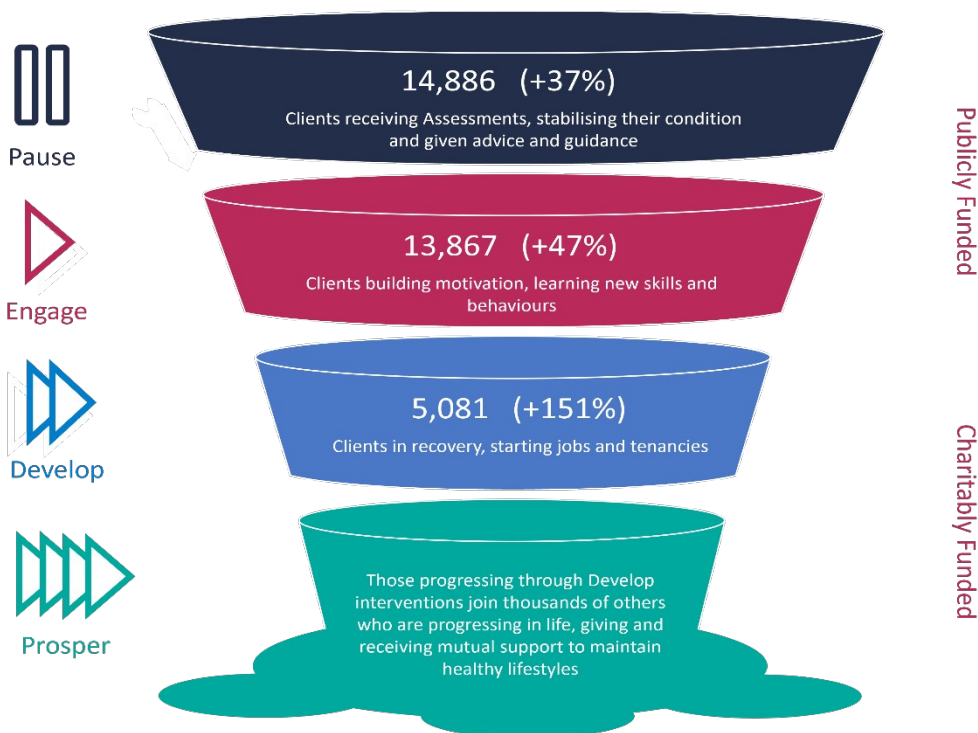 Pause
14,886 (+37%)
Clients receiving Assessments, stabilising their condition
and given advice and guidance
Publicly Funded
Engage
13,867 (+47%)
Clients building motivation, learning new skills and
behaviours
Develop
5,081 (+151%)
Clients in recovery, starting jobs and tenancies
Charitably Funded
Prosper
Those progressing through Develop
interventions join thousands of others
who are progressing in life, giving and
receiving mutual support to maintain
healthy lifestyles